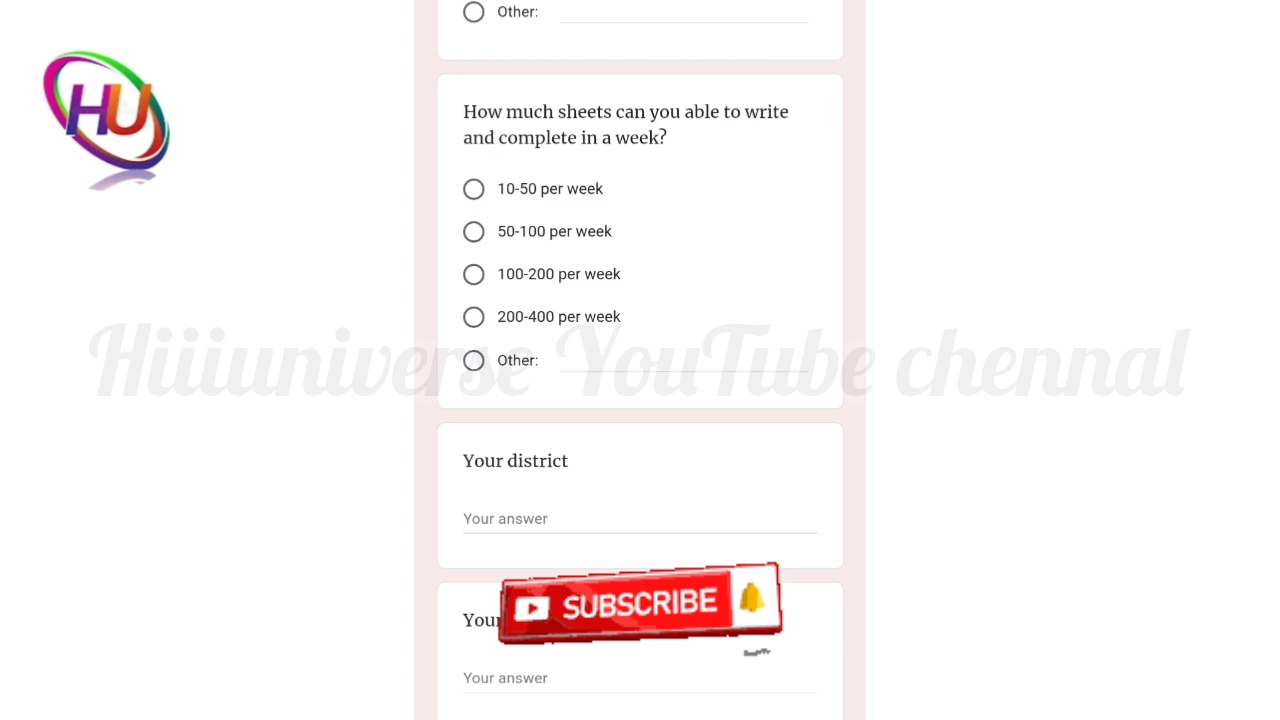 Other:
HU
How much sheets can you able to write
and complete in a week?
10-50 per week
50-100 per week
100-200 per week
200-400 per week
Hiiiuniverse YouTube chennal
Other:
Your district
Your answer
SUBSCRIBE
Your answer